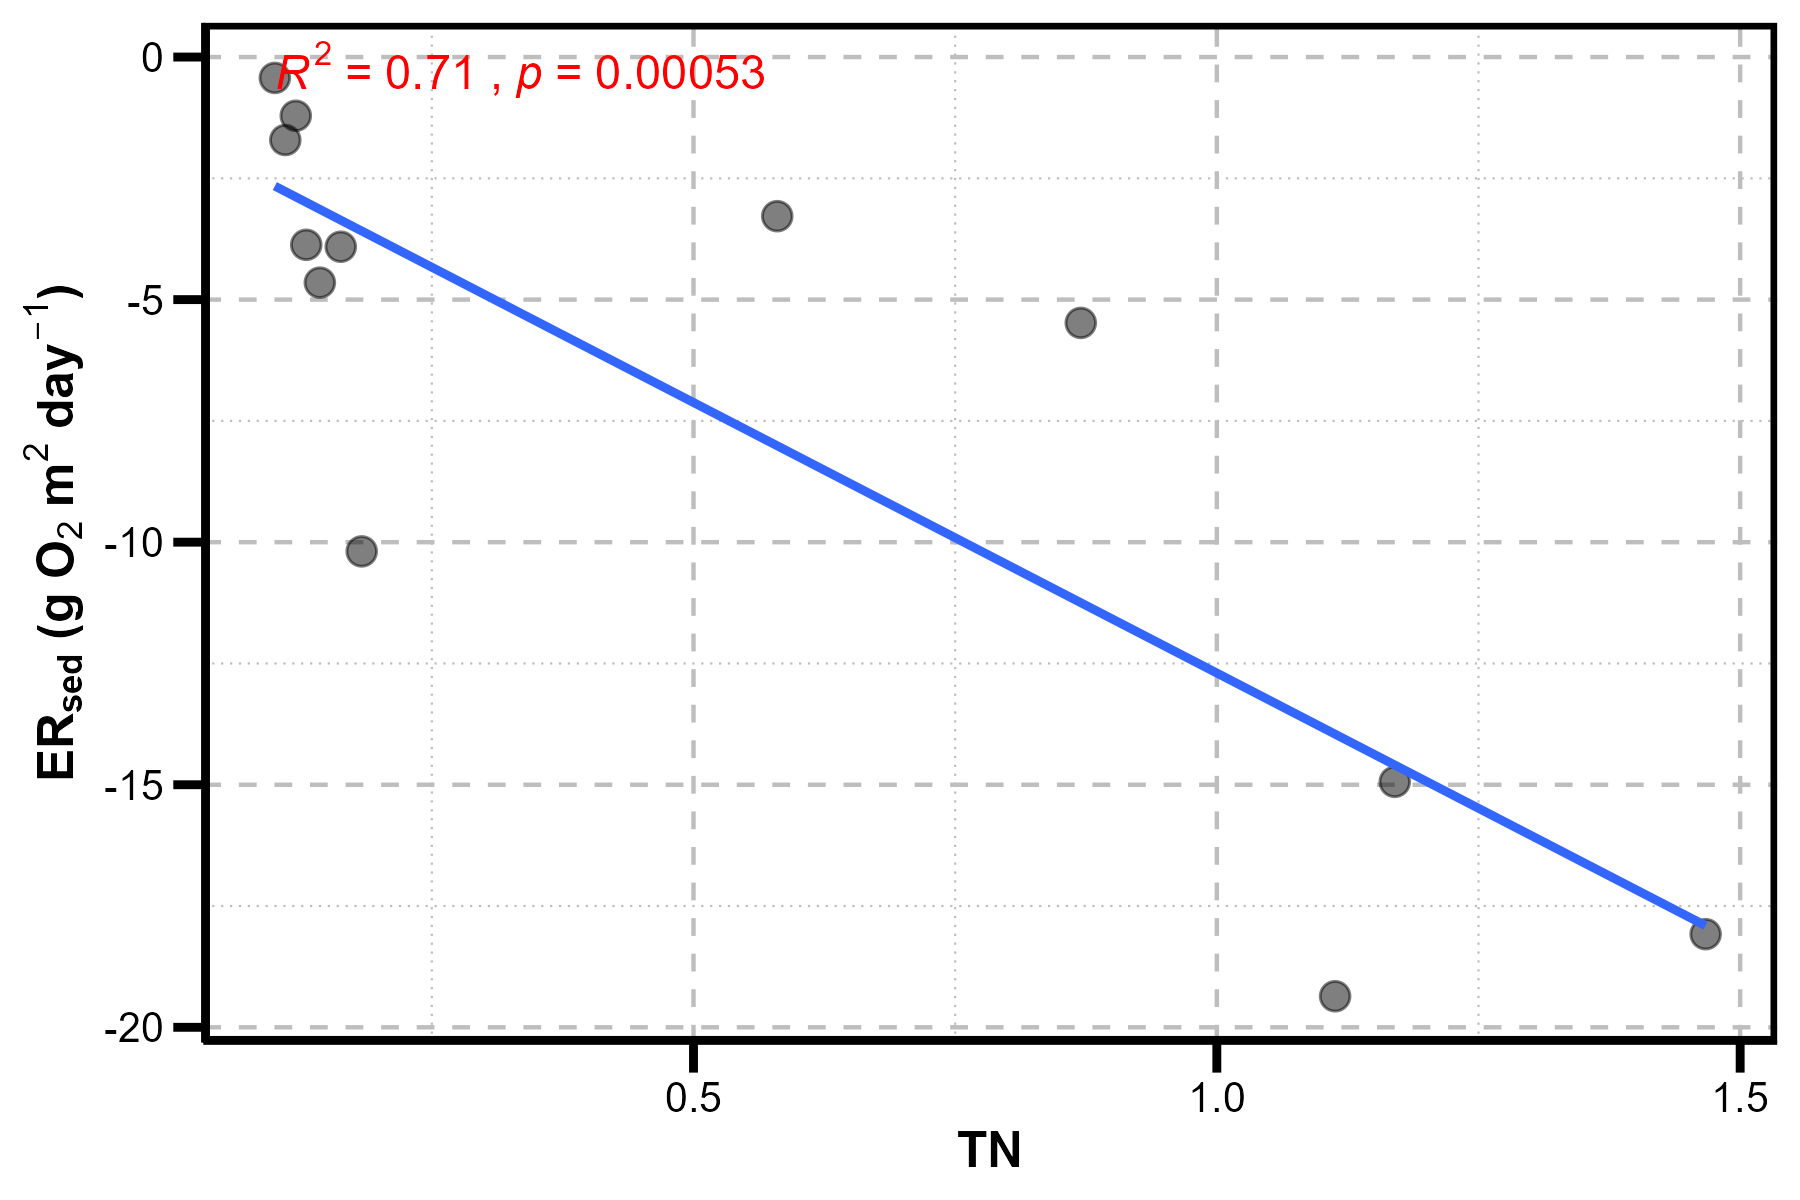 R² = 0.71 , p = 0.00053
0
-5
-10
-15
-20
ERsed (g O₂ m² day⁻¹)
0.5 1.0 1.5
TN